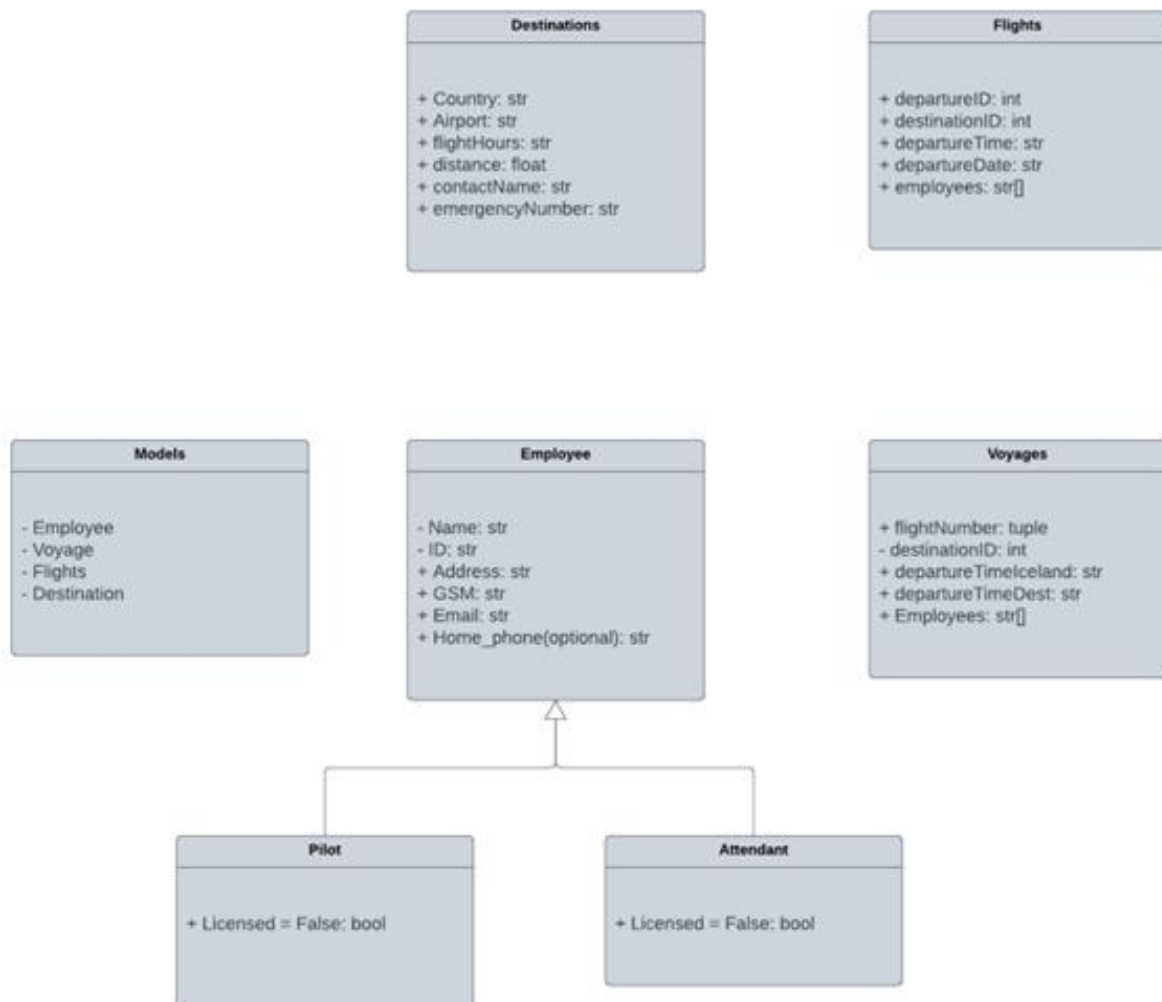 Destinations
+ Country: str
+ Airport: str
+ flightHours: str
+ distance: float
+ contactName: str
+ emergencyNumber: str
Flights
+ departureID: int
+ destinationID: int
+ departureTime: str
+ departureDate: str
+ employees: str[]
Models
- Employee
- Voyage
- Flights
- Destination
Employee
- Name: str
- ID: str
+ Address: str
+ GSM: str
+ Email: str
+ Home_phone(optional): str
Voyages
+ flightNumber: tuple
- destinationID: int
+ departureTimeIceland: str
+ departureTimeDest: str
+ Employees: str[]
Pilot
+ Licensed = False: bool
Attendant
+ Licensed = False: bool